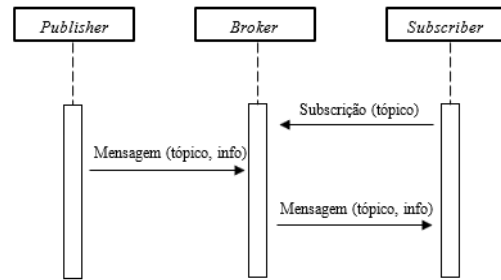 Publisher
Broker
Subscriber
Subscrição (tópico)
Mensagem (tópico, info)
Mensagem (tópico, info)